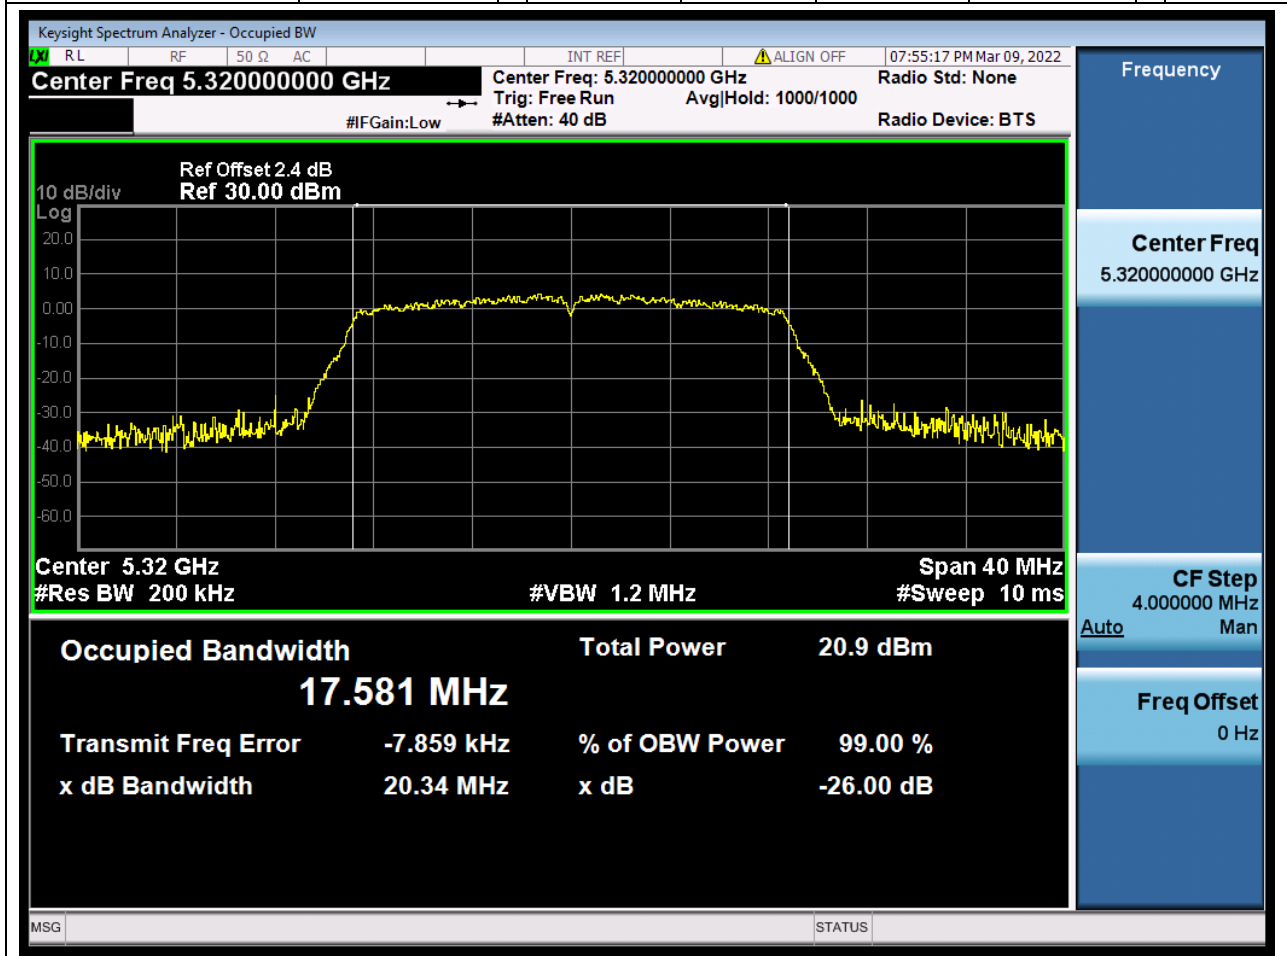 Keysight Spectrum Analyzer - Occupied BW
LXI RL RF 50 Ω AC INT REF ALIGN OFF 07:55:17 PM Mar 09, 2022
Center Freq 5.320000000 GHz
Center Freq: 5.320000000 GHz
Radio Std: None
Trig: Free Run Avg|Hold: 1000/1000
#IFGain:Low
#Atten: 40 dB
Radio Device: BTS
Ref Offset 2.4 dB
10 dB/div Ref 30.00 dBm
Log
20.0
10.0
0.00
-10.0
-20.0
-30.0
-40.0
-50.0
-60.0
Center 5.32 GHz Span 40 MHz
#Res BW 200 kHz #VBW 1.2 MHz #Sweep 10 ms
Occupied Bandwidth Total Power 20.9 dBm
17.581 MHz
Transmit Freq Error -7.859 kHz % of OBW Power 99.00 %
x dB Bandwidth 20.34 MHz x dB -26.00 dB
MSG STATUS
Frequency
Center Freq
5.320000000 GHz
CF Step
4.000000 MHz
Auto Man
Freq Offset
0 Hz